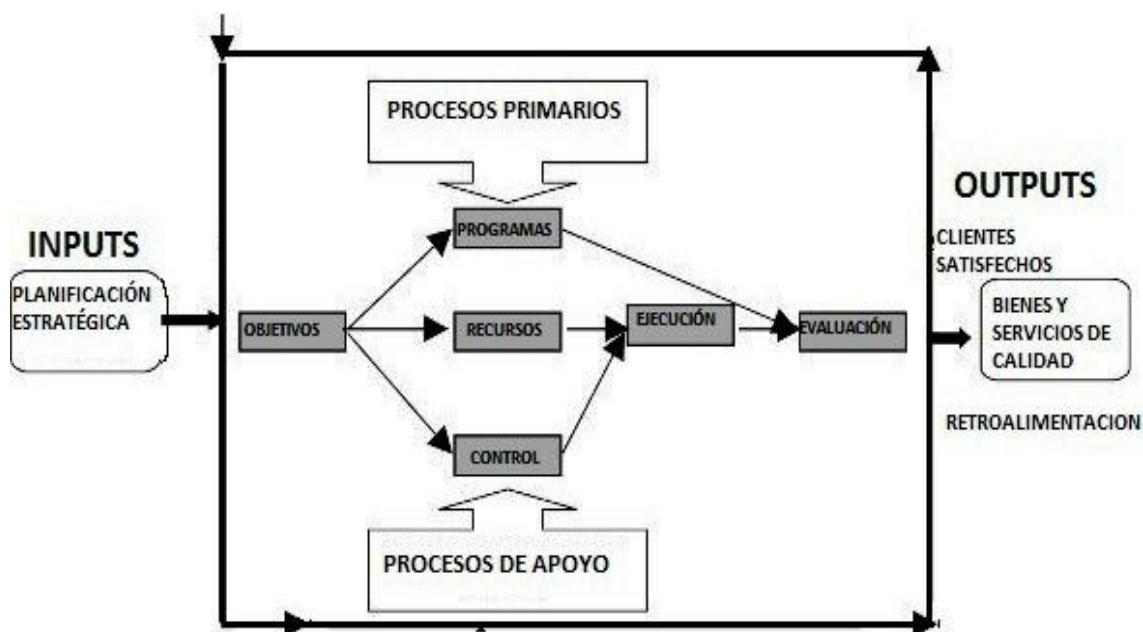 PROCESOS PRIMARIOS
OUTPUTS
PROGRAMAS
INPUTS
CLIENTES
SATISFECHOS
PLANIFICACIÓN
ESTRATÉGICA
OBJETIVOS
RECURSOS
EJECUCIÓN
EVALUACIÓN
BIENES Y
SERVICIOS DE
CALIDAD
RETROALIMENTACION
CONTROL
PROCESOS DE APOYO